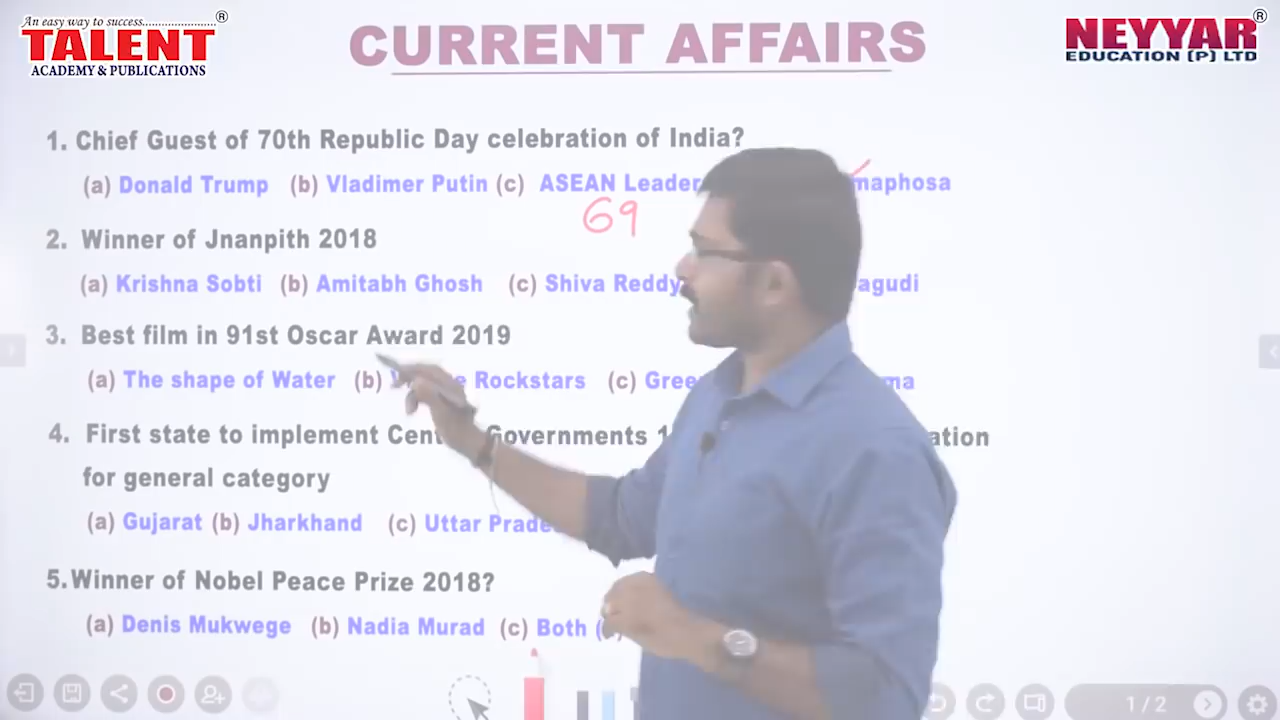 An easy way to success.......................®
TALENT
ACADEMY & PUBLICATIONS
CURRENT AFFAIRS
NEYYAR®
EDUCATION (P) LTD
1. Chief Guest of 70th Republic Day celebration of India?
(a) Donald Trump (b) Vladimer Putin (c) ASEAN Leader maphosa
69
2. Winner of Jnanpith 2018
(a) Krishna Sobti (b) Amitabh Ghosh (c) Shiva Reddy agudi
3. Best film in 91st Oscar Award 2019
(a) The shape of Water (b) Rockstars (c) Gree ma
4. First state to implement Cent Governments 1 ation
for general category
(a) Gujarat (b) Jharkhand (c) Uttar Prade
5. Winner of Nobel Peace Prize 2018?
(a) Denis Mukwege (b) Nadia Murad (c) Both (
1/2